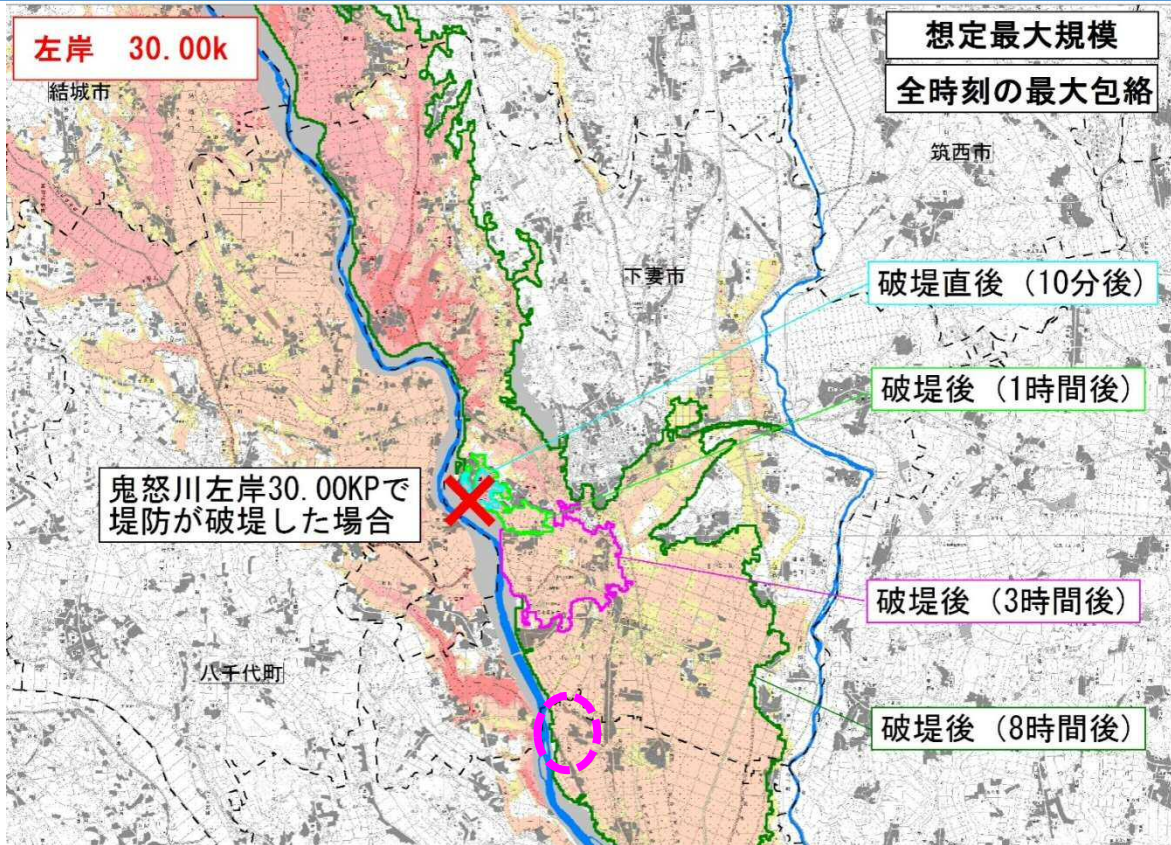 左岸 30.00k
想定最大規模
全時刻の最大包絡
結城市
筑西市
下妻市
破堤直後（10分後）
破堤後（1時間後）
鬼怒川左岸30.00KPで
堤防が破堤した場合
破堤後（3時間後）
八千代町
破堤後（8時間後）